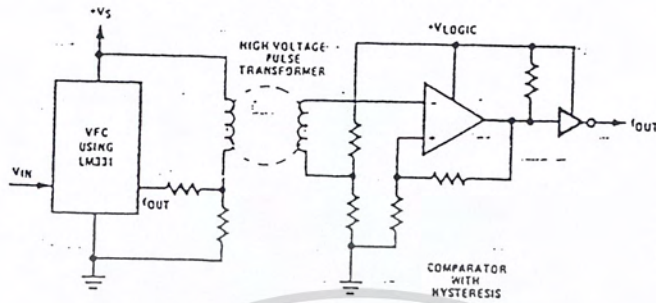 +VS
HIGH VOLTAGE
PULSE
TRANSFORMER
+VLOGIC
VFC
USING
LM331
VIN
fOUT
-
+
fOUT
COMPARATOR
WITH
HYSTERESIS